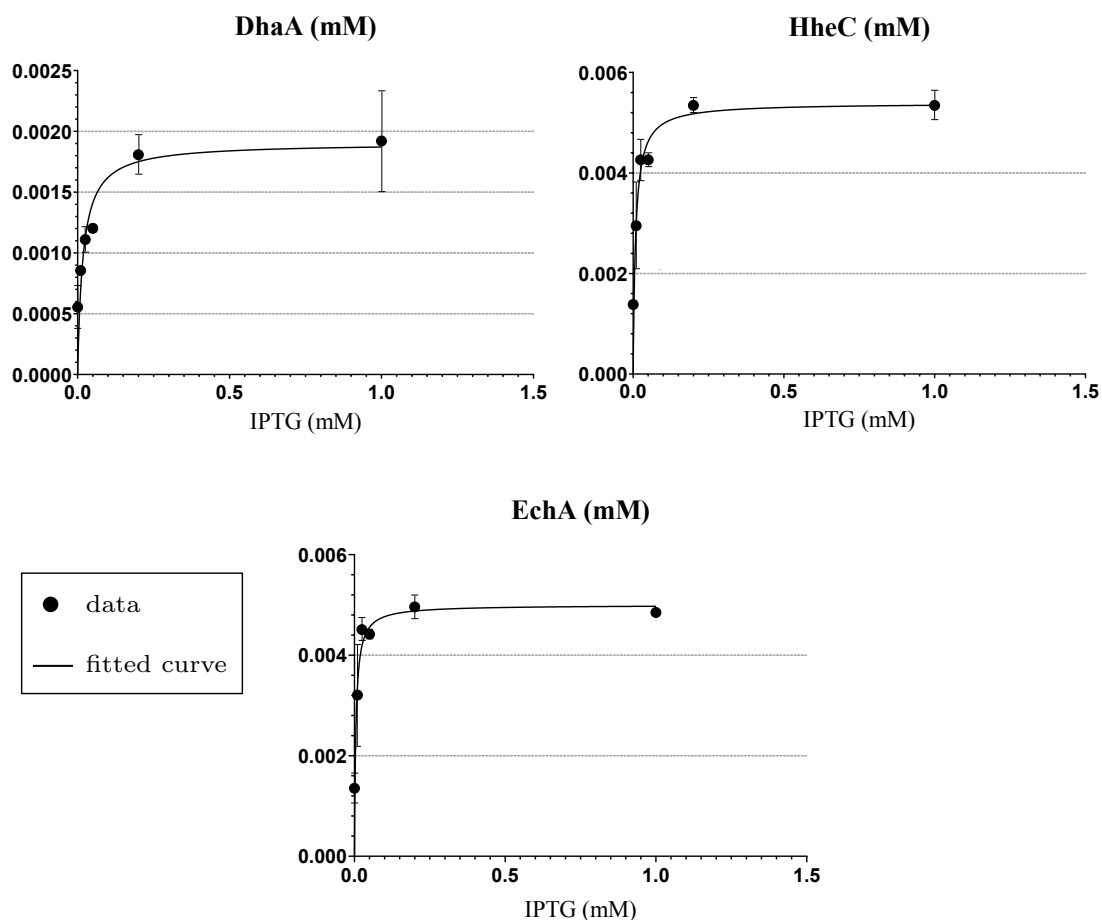 DhaA (mM)
0.0025
0.0020
0.0015
0.0010
0.0005
0.0000
0.0 0.5 1.0 1.5
IPTG (mM)
HheC (mM)
0.006
0.004
0.002
0.000
0.0 0.5 1.0 1.5
IPTG (mM)
data
fitted curve
EchA (mM)
0.006
0.004
0.002
0.000
0.0 0.5 1.0 1.5
IPTG (mM)